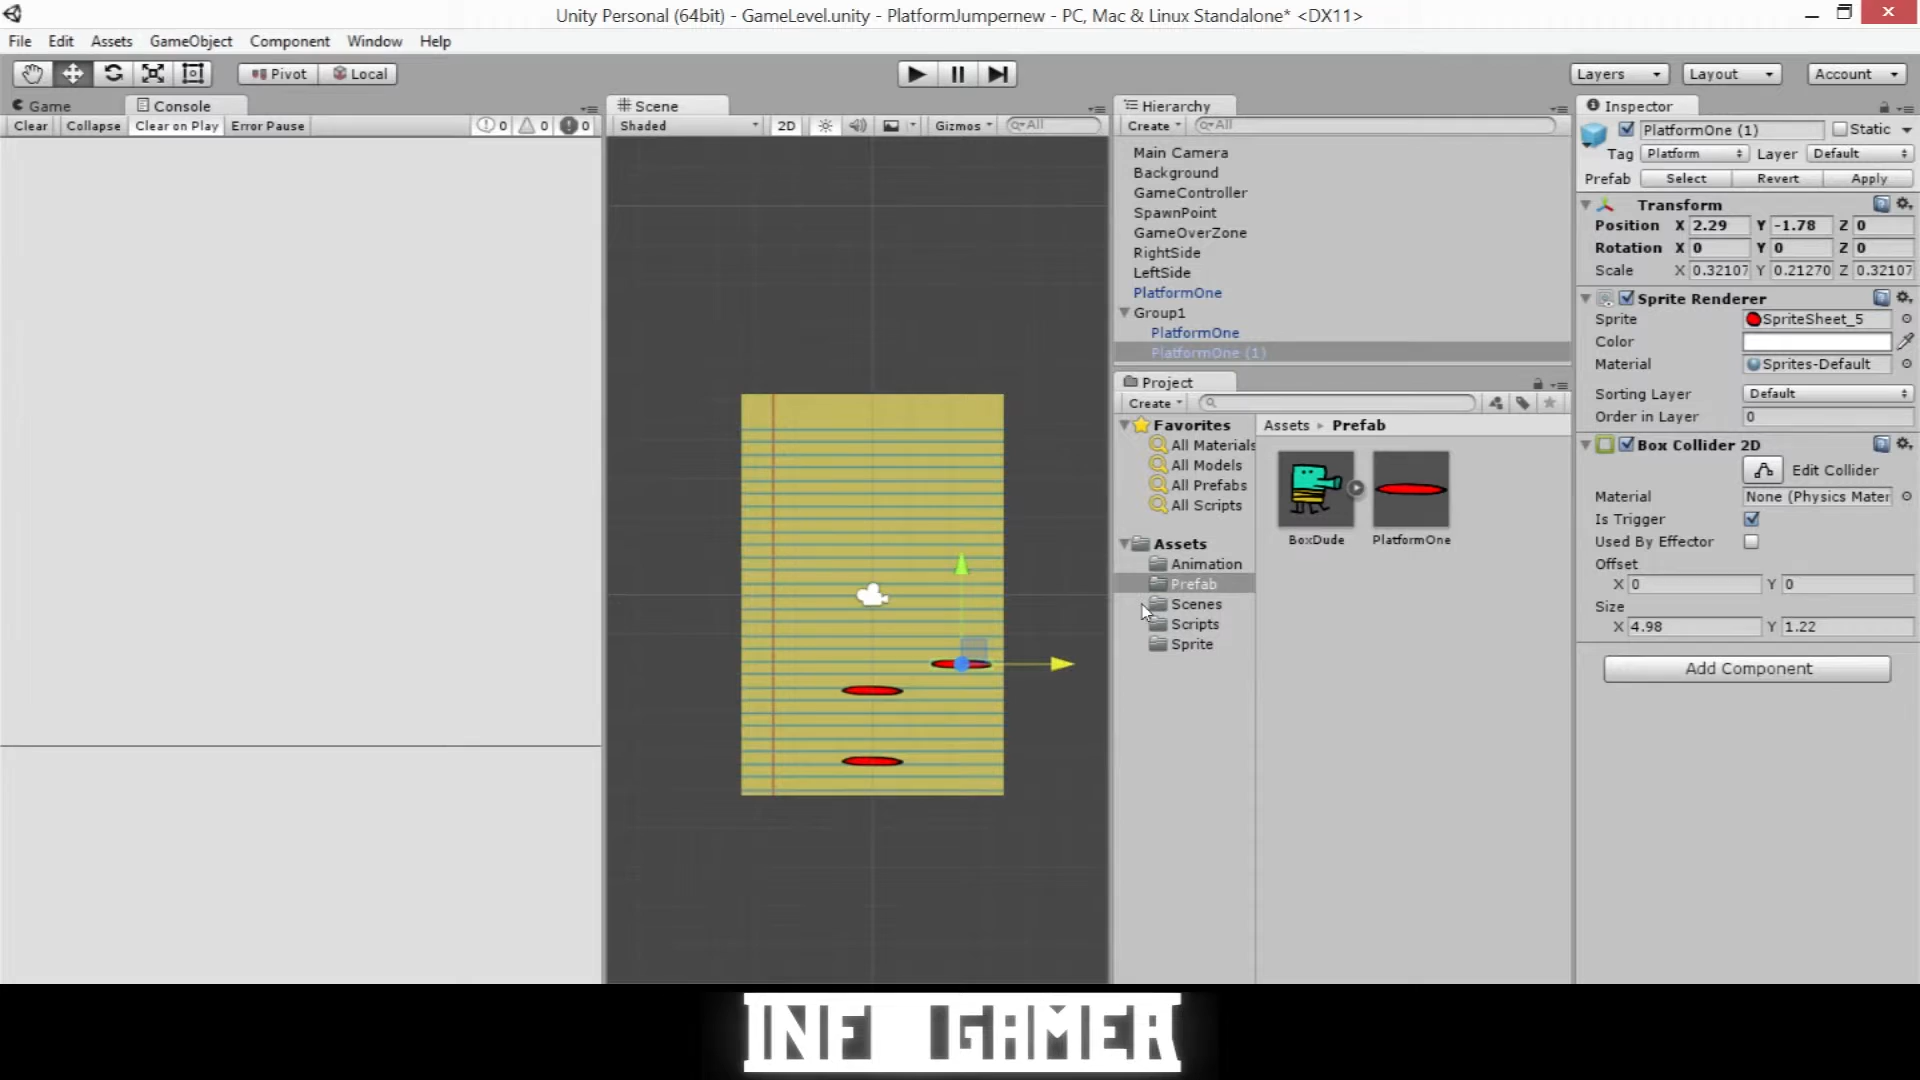 Unity Personal (64bit) - GameLevel.unity - PlatformJumpernew - PC, Mac & Linux Standalone* <DX11>
File Edit Assets GameObject Component Window Help
Pivot Local Layers Layout Account
Game Console Scene Hierarchy Inspector
Clear Collapse Clear on Play Error Pause 0 0 0
Shaded 2D Gizmos All
Create All
Main Camera
Background
GameController
SpawnPoint
GameOverZone
RightSide
LeftSide
PlatformOne
Group1
PlatformOne
PlatformOne (1)
Project
Create
Favorites
All Materials
All Models
All Prefabs
All Scripts
Assets
Animation
Prefab
Scenes
Scripts
Sprite
Assets Prefab
BoxDude PlatformOne
PlatformOne (1) Static
Tag Platform Layer Default
Prefab Select Revert Apply
Transform
Position X 2.29 Y -1.78 Z 0
Rotation X 0 Y 0 Z 0
Scale X 0.32107 Y 0.21270 Z 0.32107
Sprite Renderer
Sprite SpriteSheet_5
Color
Material Sprites-Default
Sorting Layer Default
Order in Layer 0
Box Collider 2D
Edit Collider
Material None (Physics Mater
Is Trigger
Used By Effector
Offset
X 0 Y 0
Size
X 4.98 Y 1.22
Add Component
INF GAMER